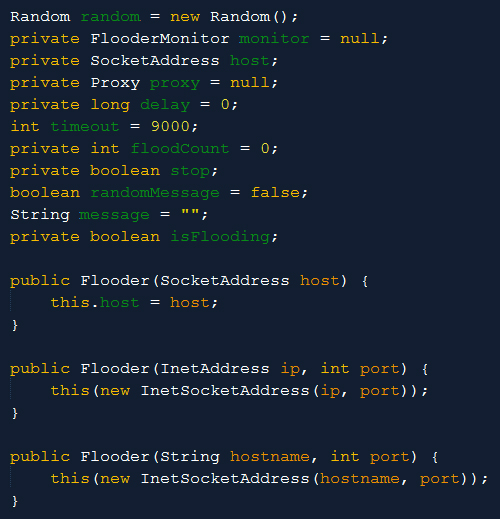 Random random = new Random();
private FlooderMonitor monitor = null;
private SocketAddress host;
private Proxy proxy = null;
private long delay = 0;
int timeout = 9000;
private int floodCount = 0;
private boolean stop;
boolean randomMessage = false;
String message = "";
private boolean isFlooding;

public Flooder(SocketAddress host) {
    this.host = host;
}

public Flooder(InetAddress ip, int port) {
    this(new InetSocketAddress(ip, port));
}

public Flooder(String hostname, int port) {
    this(new InetSocketAddress(hostname, port));
}